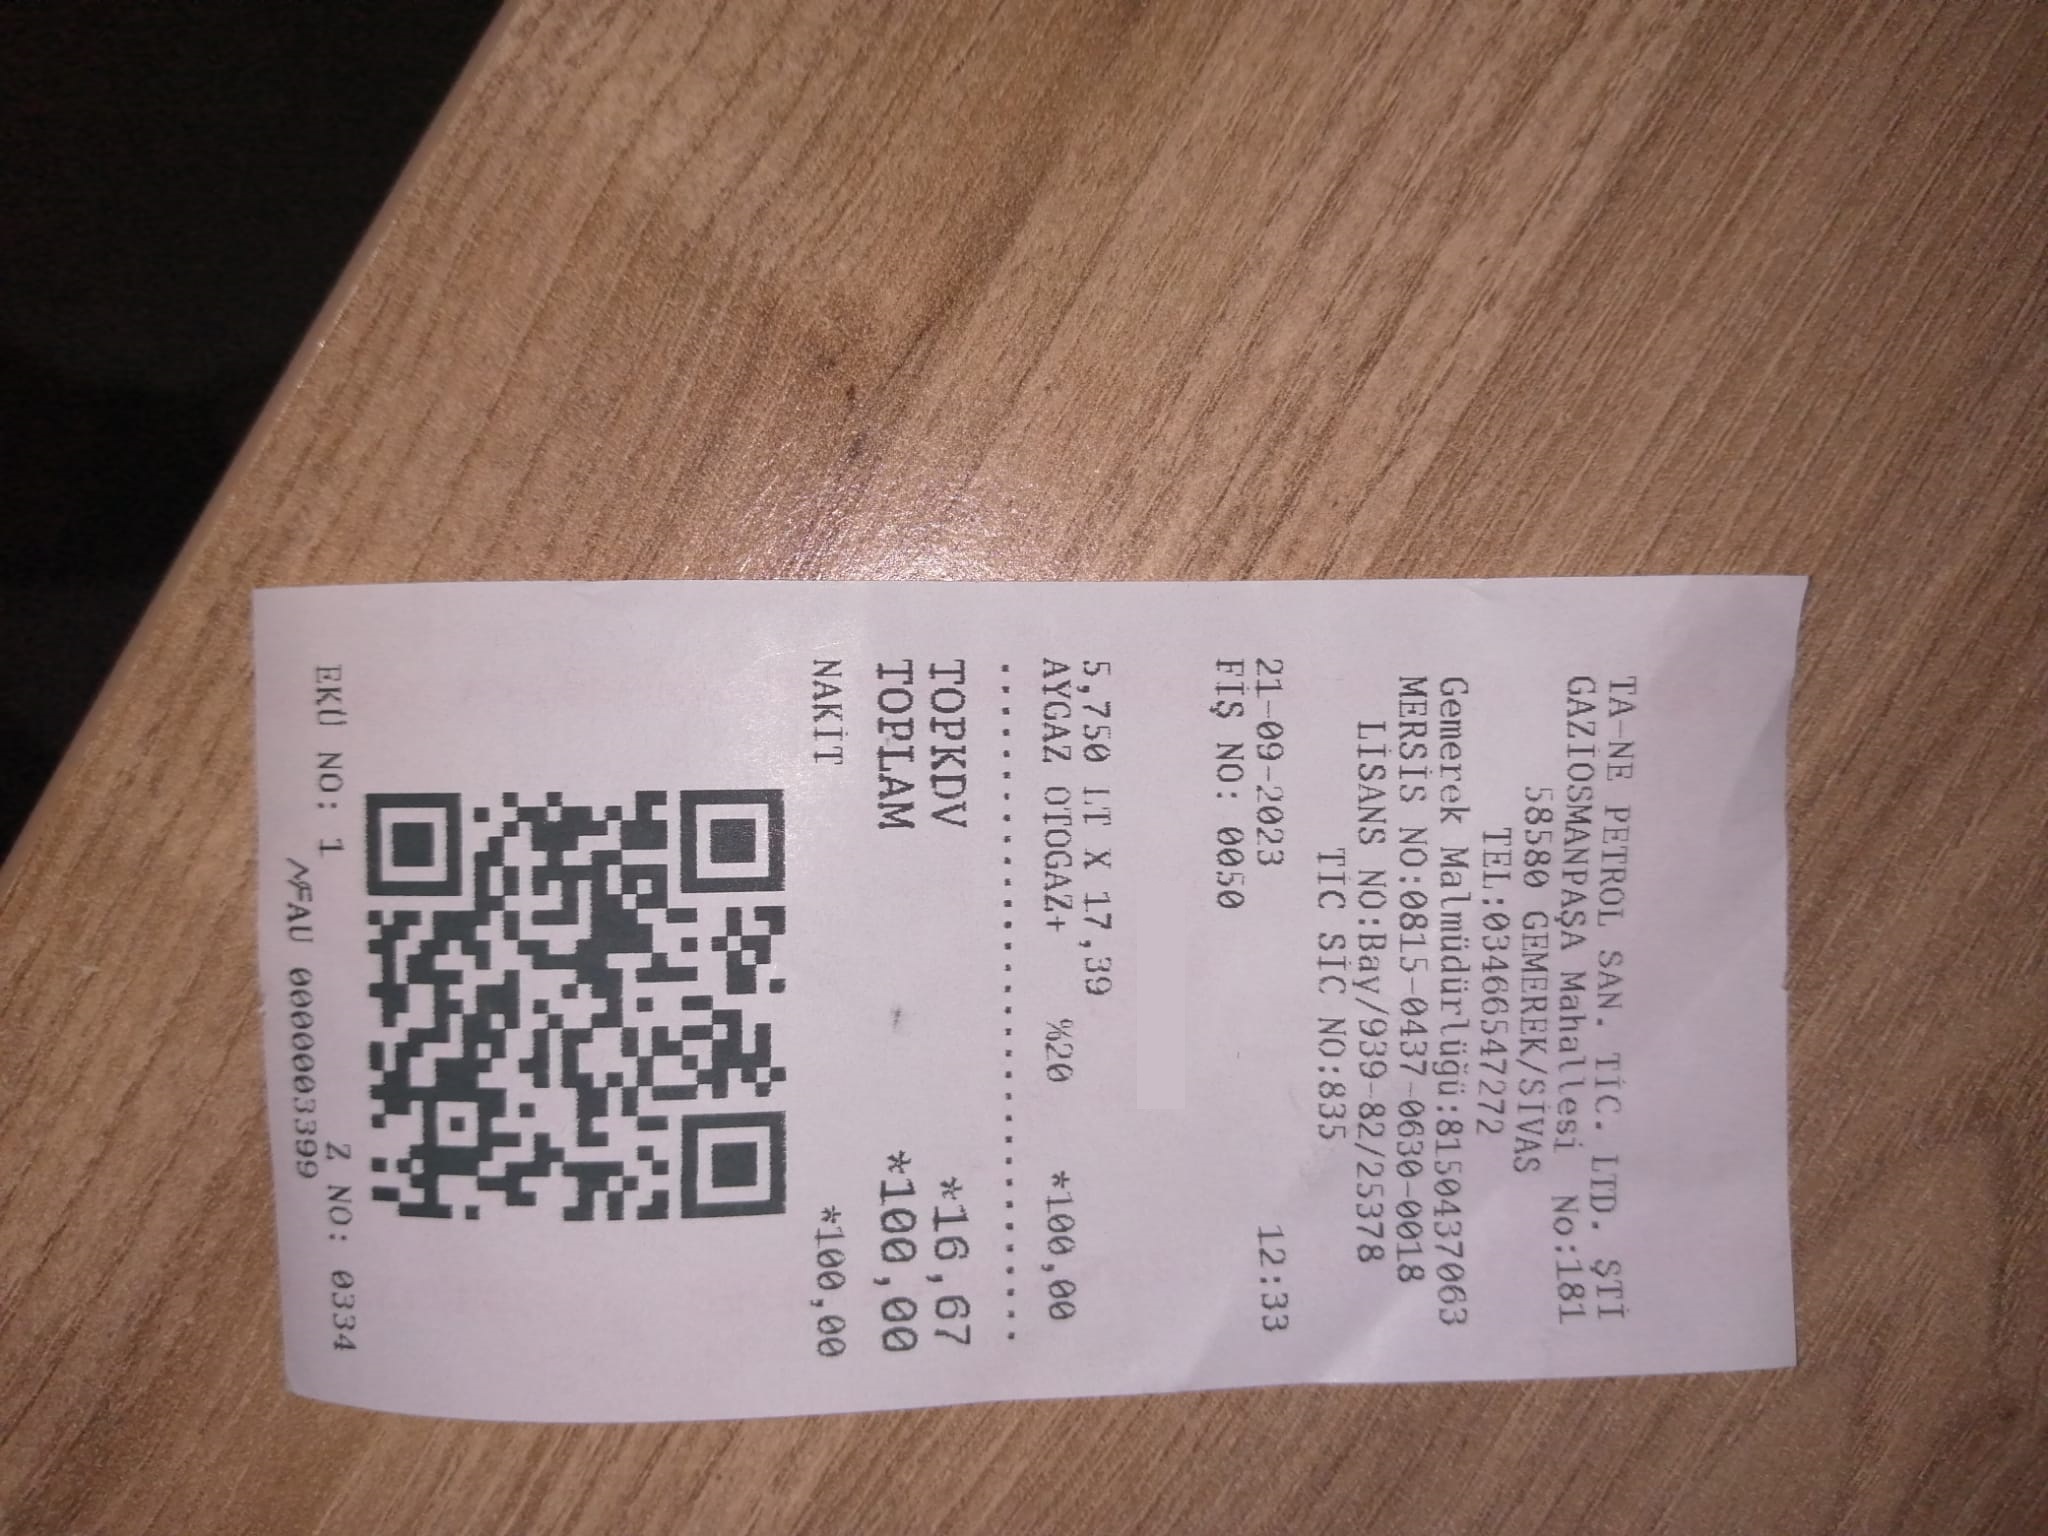 TA-NE PETROL SAN. TİC. LTD. ŞTİ
GAZİOSMANPAŞA Mahallesi No:181
58580 GEMEREK/SİVAS
TEL:03466547272
Gemerek Malmüdürlüğü:8150437063
MERSİS NO:0815-0437-0630-0018
LİSANS NO:Bay/939-82/25378
TİC SİC NO:835
21-09-2023 12:33
FİŞ NO: 0050
5,750 LT X 17,39
AYGAZ OTOGAZ+ %20 *100,00
TOPKDV *16,67
TOPLAM *100,00
NAKİT *100,00
EKÜ NO: 1 Z NO: 0334
MF AU 0000003399